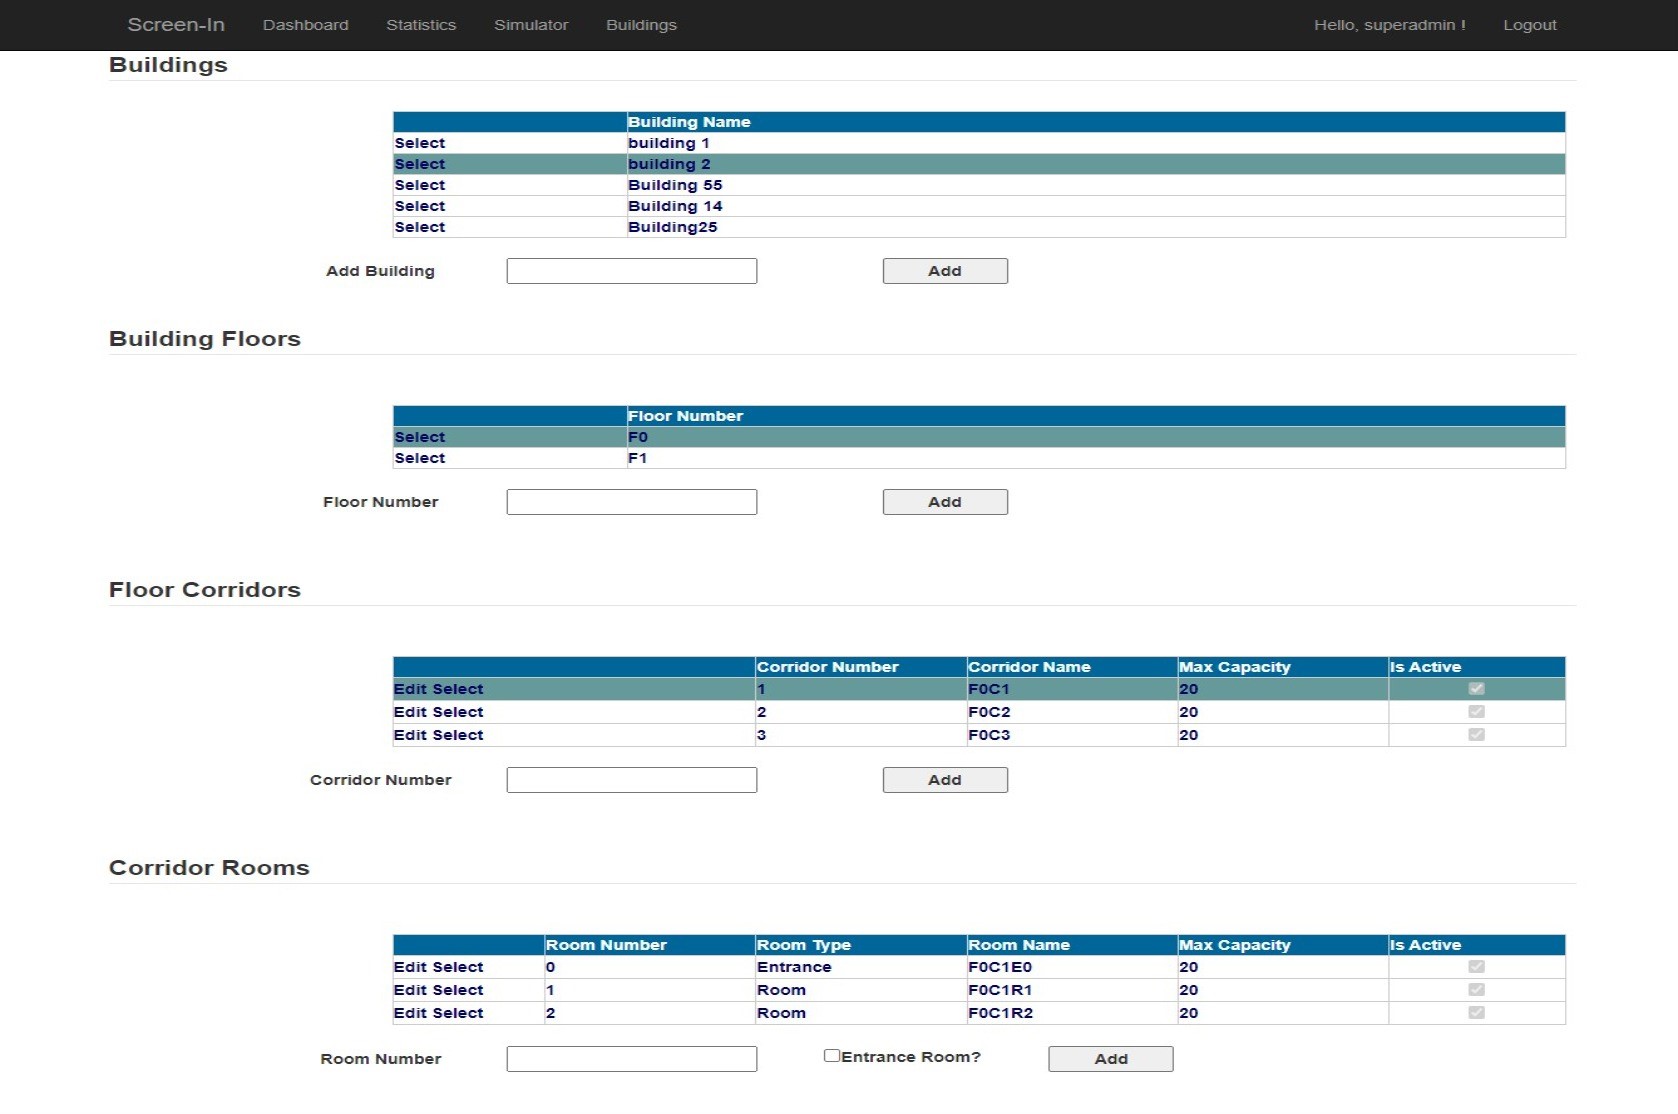 Screen-In Dashboard Statistics Simulator Buildings Hello, superadmin ! Logout
Buildings
Building Name
Select building 1
Select building 2
Select Building 55
Select Building 14
Select Building25
Add Building Add
Building Floors
Floor Number
Select F0
Select F1
Floor Number Add
Floor Corridors
Corridor Number Corridor Name Max Capacity Is Active
Edit Select 1 F0C1 20
Edit Select 2 F0C2 20
Edit Select 3 F0C3 20
Corridor Number Add
Corridor Rooms
Room Number Room Type Room Name Max Capacity Is Active
Edit Select 0 Entrance F0C1E0 20
Edit Select 1 Room F0C1R1 20
Edit Select 2 Room F0C1R2 20
Room Number Entrance Room? Add